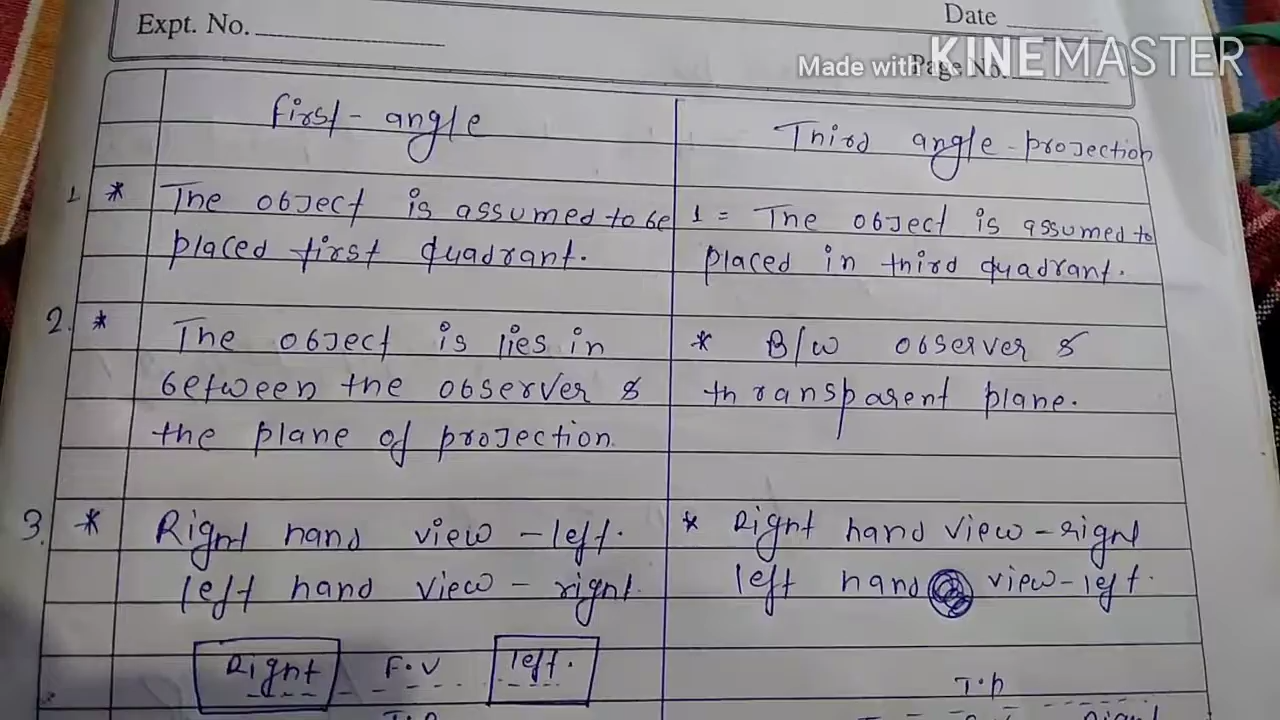 Date
Expt. No.
Made with KINEMASTER
Page No.
First-angle
Third angle-projection
1 * The object is assumed to be
placed first quadrant.
1 = The object is assumed to
placed in third quadrant.
2. * The object is lies in
between the observer &
the plane of projection.
* B/w observer &
thransparent plane.
3. * Right hand view - left.
left hand view - right.
* Right hand view - right
left hand view - left.
Right F.V left.
T.P